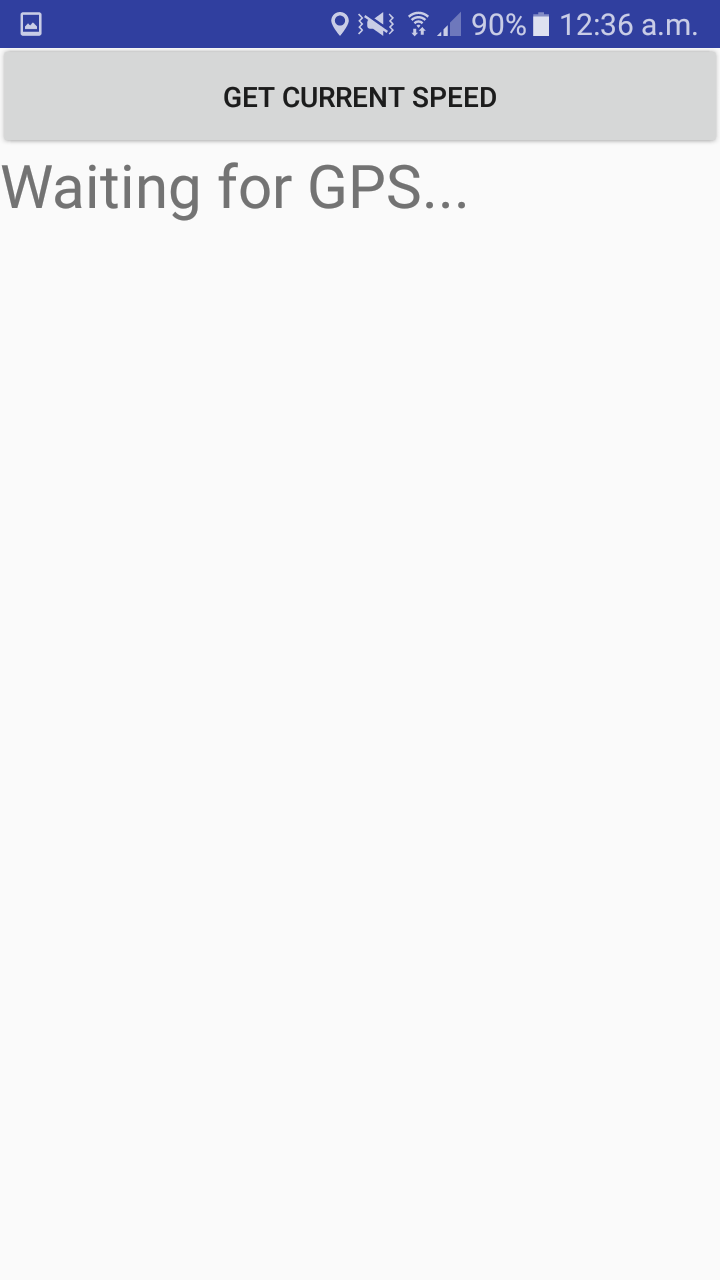 90% 12:36 a.m.
GET CURRENT SPEED
Waiting for GPS...